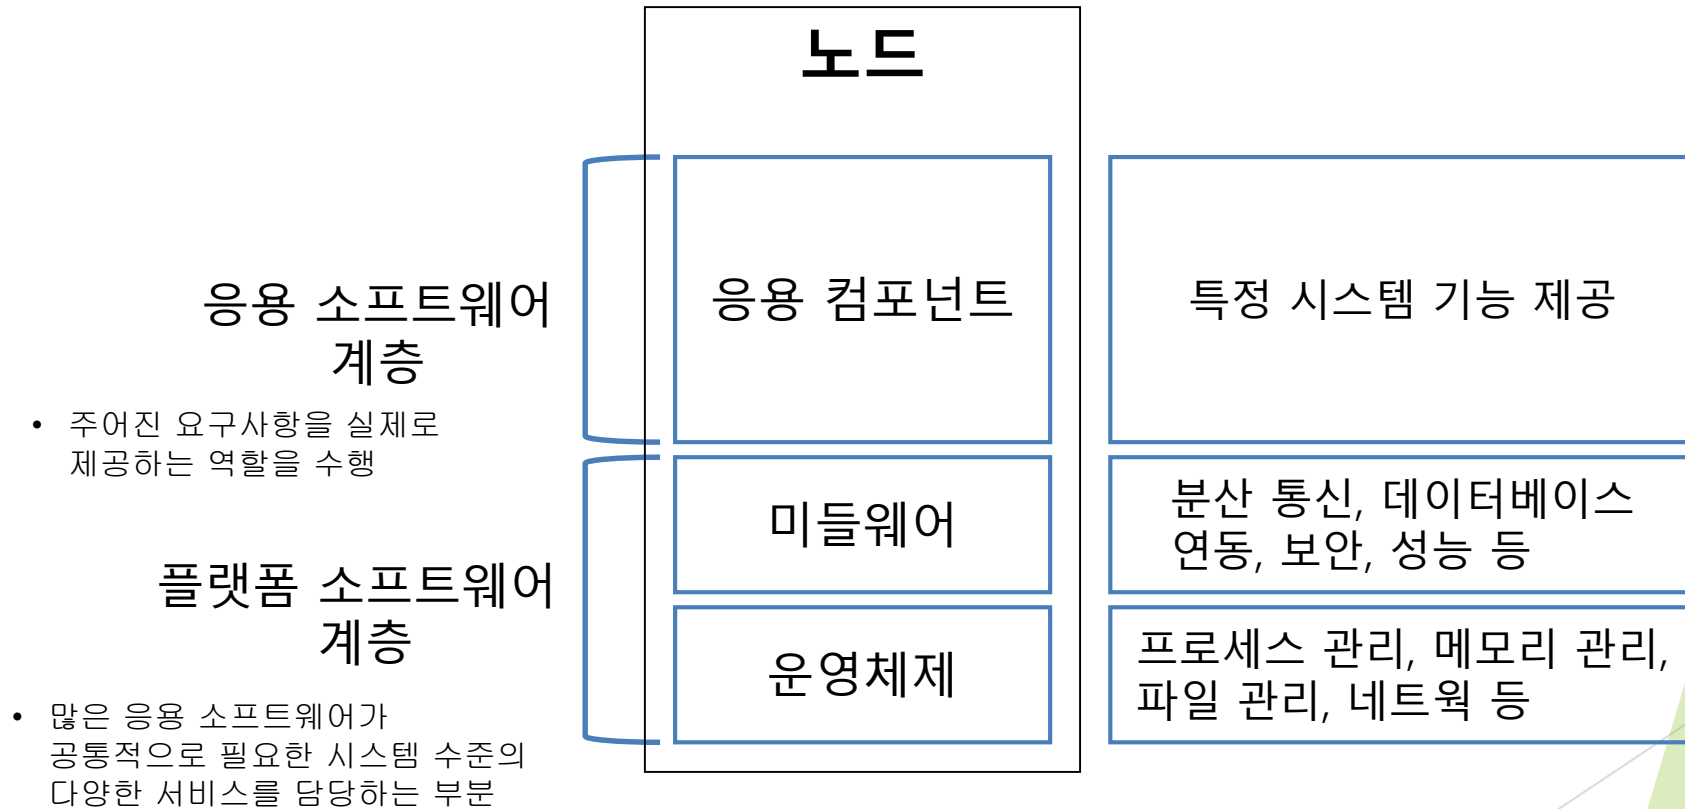 노드
응용 소프트웨어
계층
• 주어진 요구사항을 실제로
제공하는 역할을 수행
응용 컴포넌트
특정 시스템 기능 제공
플랫폼 소프트웨어
계층
• 많은 응용 소프트웨어가
공통적으로 필요한 시스템 수준의
다양한 서비스를 담당하는 부분
미들웨어
분산 통신, 데이터베이스
연동, 보안, 성능 등
운영체제
프로세스 관리, 메모리 관리,
파일 관리, 네트웍 등